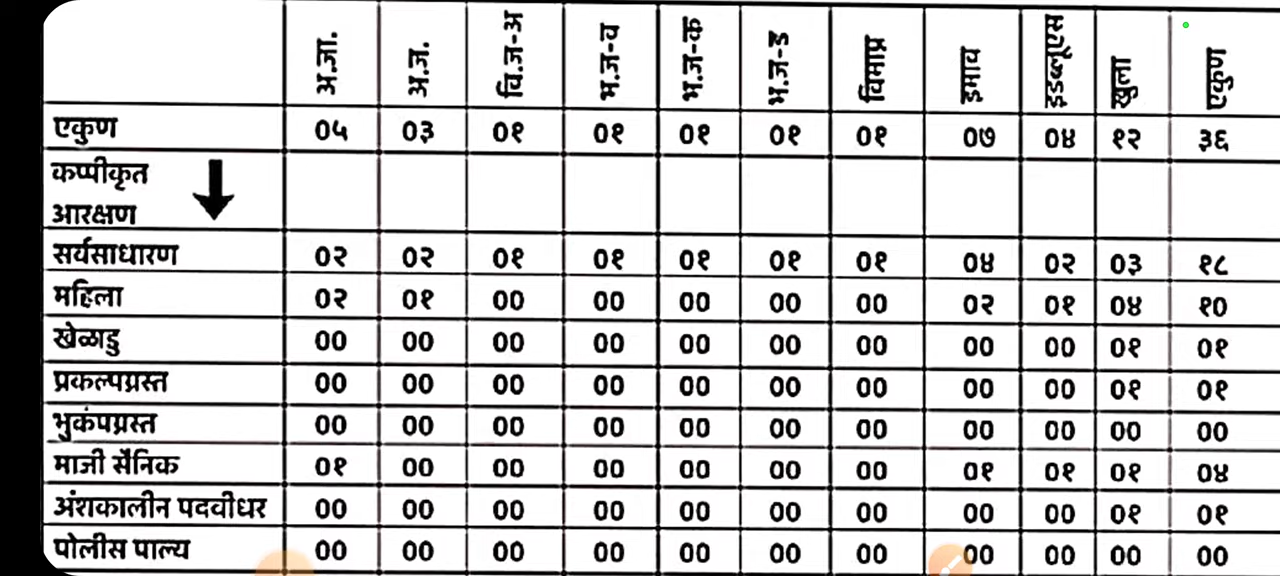 अ.जा. अ.ज. वि.ज-अ भ.ज-व भ.ज-क भ.ज-ड विमाप्र इमाव इडब्लूएस खुला एकुण
एकुण ०५ ०३ ०१ ०१ ०१ ०१ ०१ ०७ ०४ १२ ३६
कप्पीकृत
आरक्षण
सर्वसाधारण ०२ ०२ ०१ ०१ ०१ ०१ ०१ ०४ ०२ ०३ १८
महिला ०२ ०१ ०० ०० ०० ०० ०० ०२ ०१ ०४ १०
खेळाडु ०० ०० ०० ०० ०० ०० ०० ०० ०० ०१ ०१
प्रकल्पग्रस्त ०० ०० ०० ०० ०० ०० ०० ०० ०० ०१ ०१
भुकंपग्रस्त ०० ०० ०० ०० ०० ०० ०० ०० ०० ०० ००
माजी सैनिक ०१ ०० ०० ०० ०० ०० ०० ०१ ०१ ०१ ०४
अंशकालीन पदवीधर ०० ०० ०० ०० ०० ०० ०० ०० ०० ०१ ०१
पोलीस पाल्य ०० ०० ०० ०० ०० ०० ०० ०० ०० ०० ००